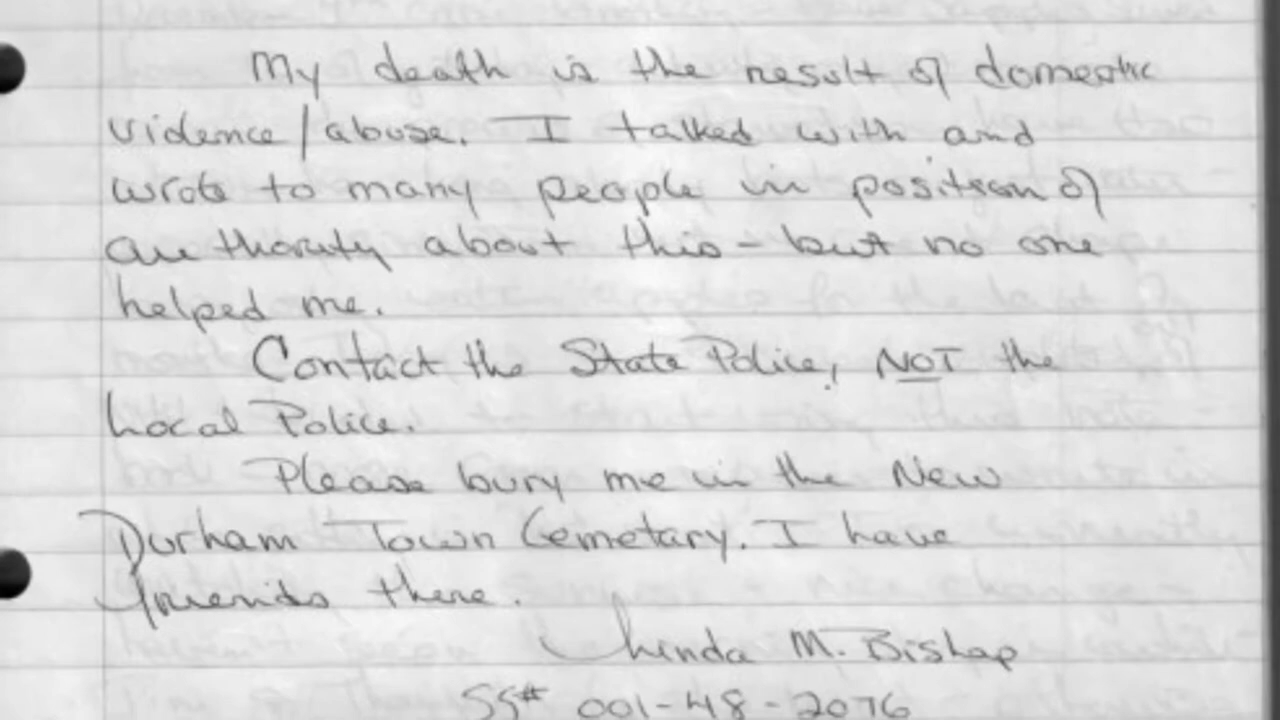 My death is the result of domestic
violence/abuse. I talked with and
wrote to many people in position of
authority about this - but no one
helped me.
Contact the State Police, NOT the
Local Police.
Please bury me in the New
Durham Town Cemetary. I have
friends there.
Linda M. Bishop
SS# 001-48-2076